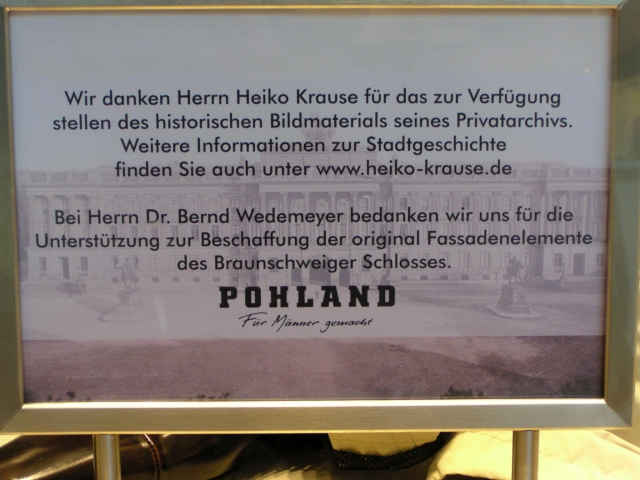 Wir danken Herrn Heiko Krause für das zur Verfügung
stellen des historischen Bildmaterials seines Privatarchivs.
Weitere Informationen zur Stadtgeschichte
finden Sie auch unter www.heiko-krause.de
Bei Herrn Dr. Bernd Wedemeyer bedanken wir uns für die
Unterstützung zur Beschaffung der original Fassadenelemente
des Braunschweiger Schlosses.
POHLAND
Für Männer gemacht